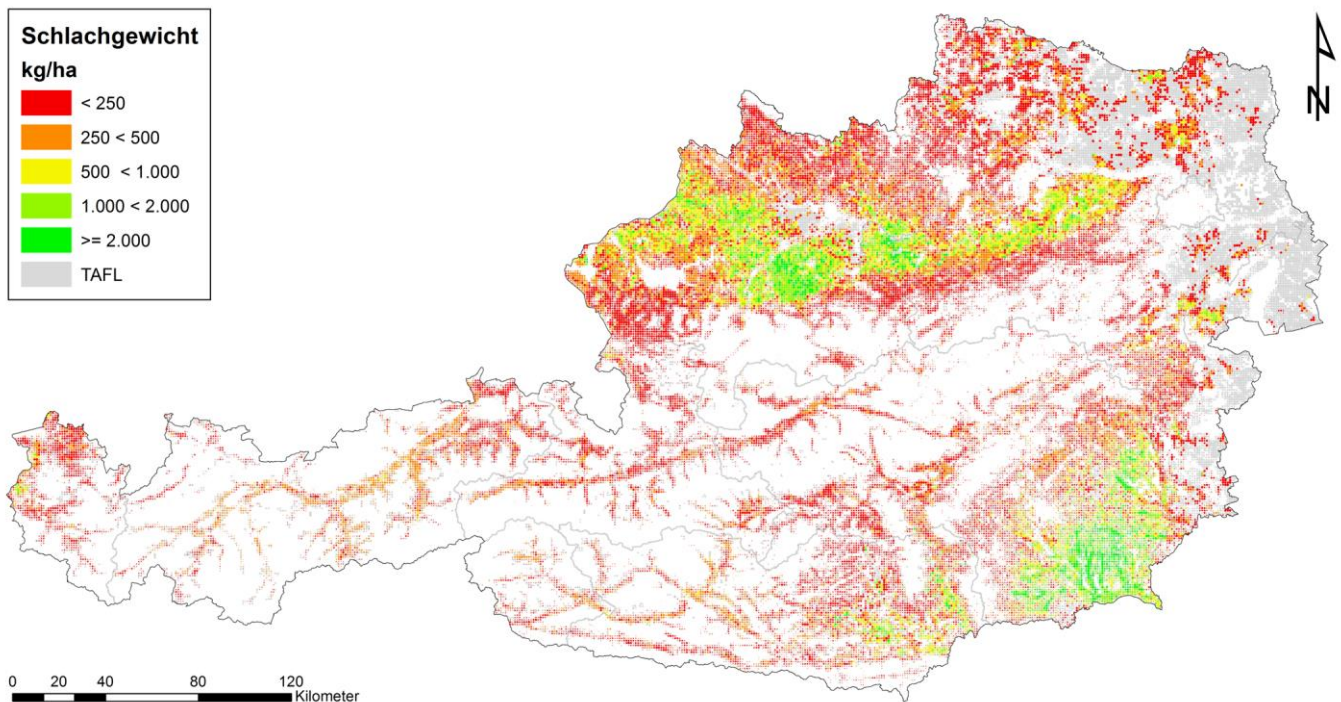 Schlachgewicht
kg/ha
< 250
250 < 500
500 < 1.000
1.000 < 2.000
>= 2.000
TAFL
N
0 20 40 80 120
Kilometer